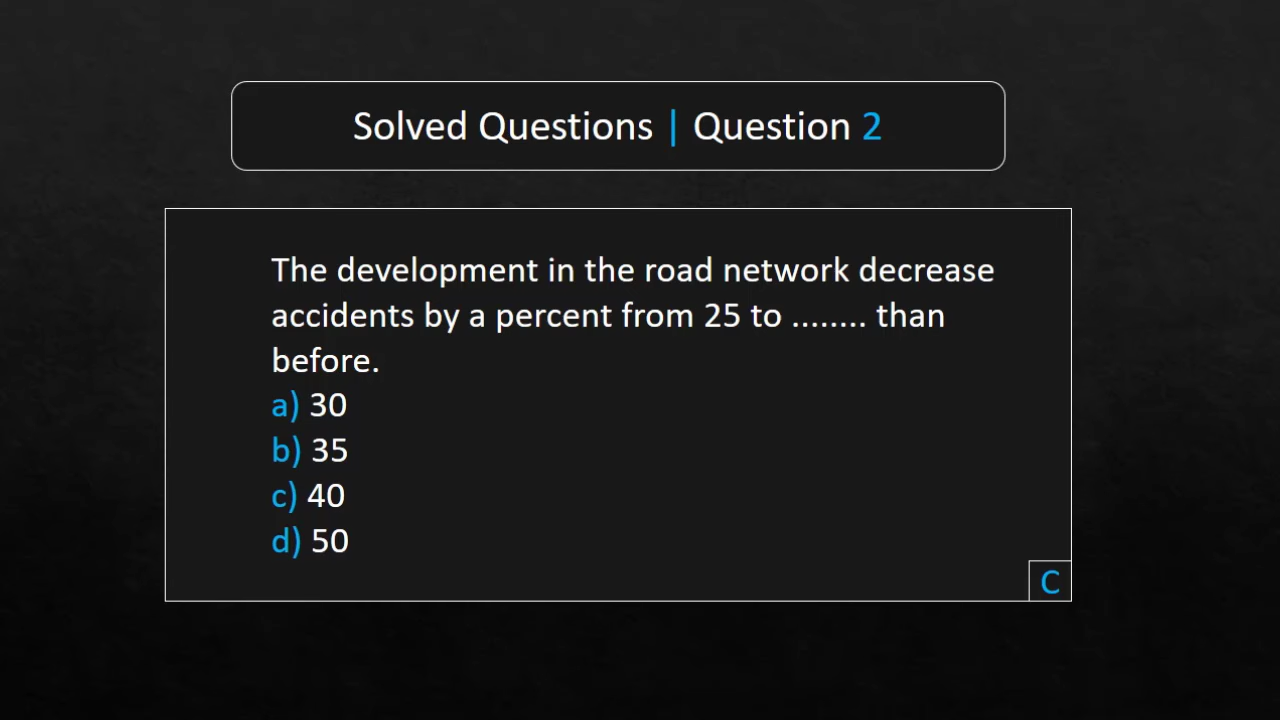 Solved Questions | Question 2
The development in the road network decrease
accidents by a percent from 25 to ........ than
before.
a) 30
b) 35
c) 40
d) 50
C